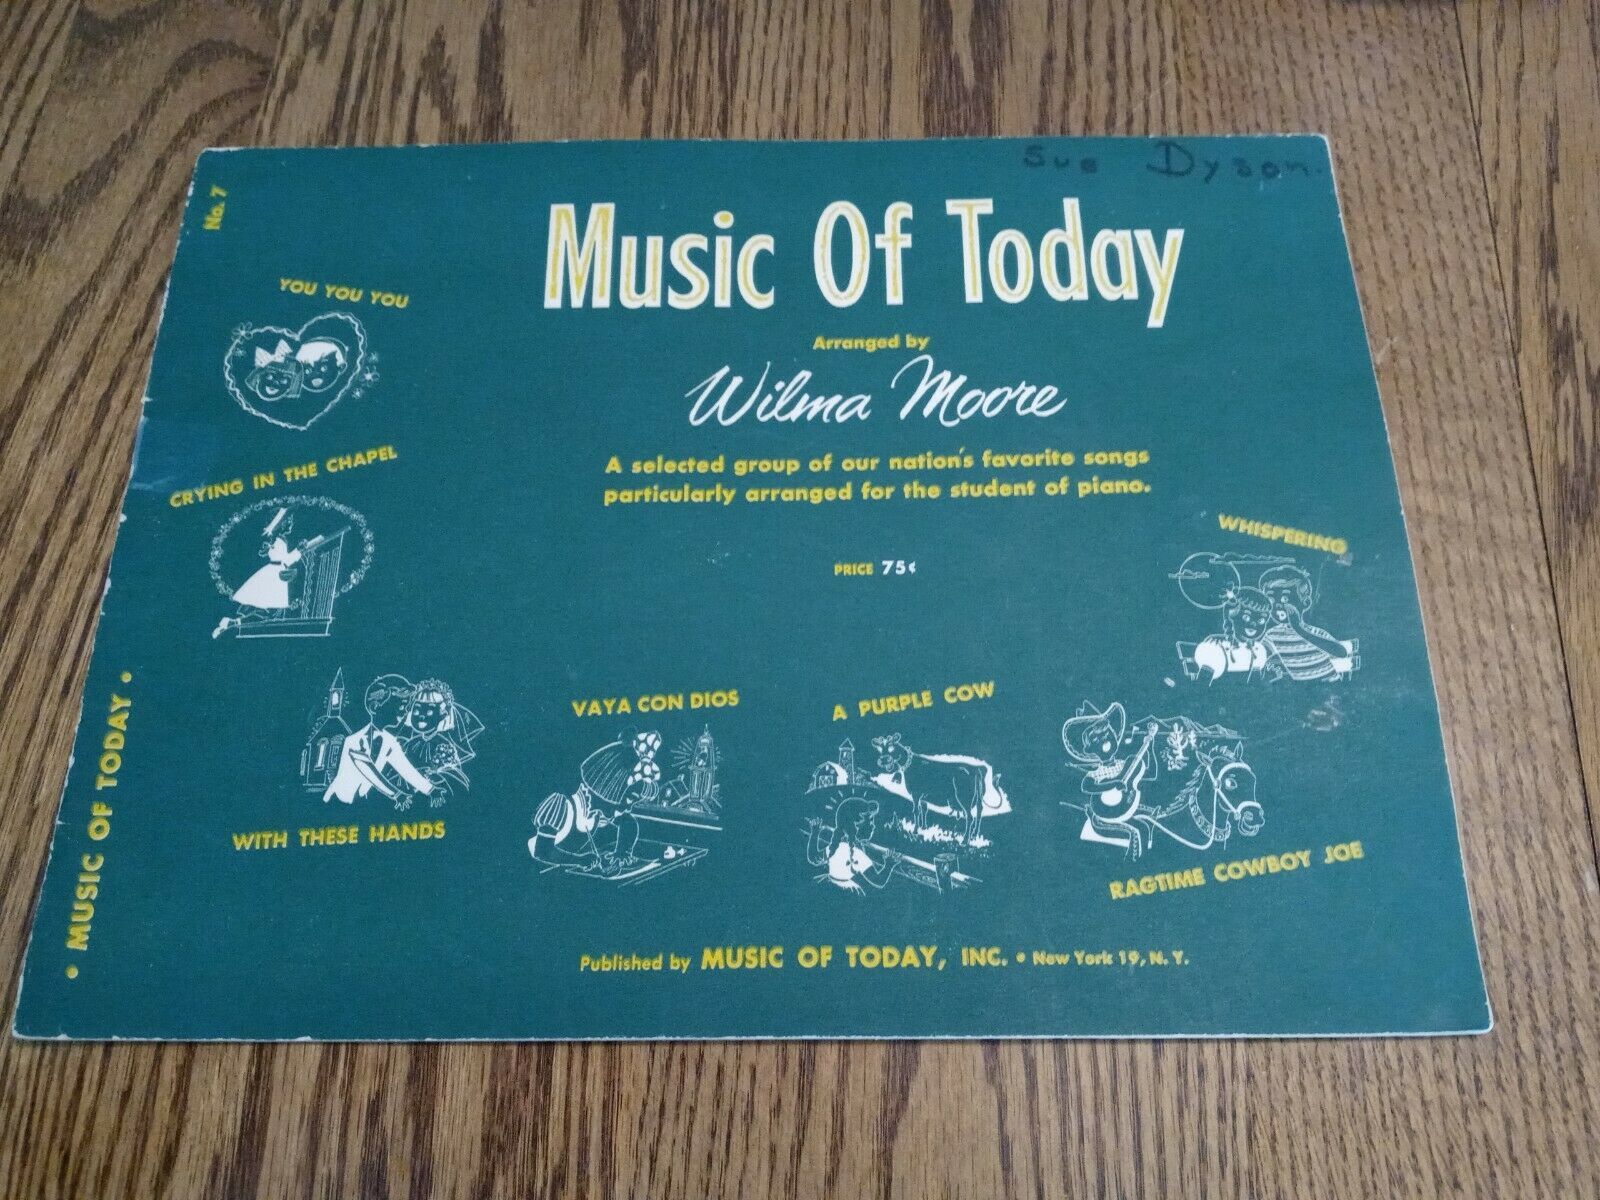 Sue Dyson.
No. 7
Music Of Today
Arranged by
Wilma Moore
A selected group of our nation's favorite songs
particularly arranged for the student of piano.
PRICE 75¢
YOU YOU YOU
CRYING IN THE CHAPEL
WITH THESE HANDS
VAYA CON DIOS
A PURPLE COW
RAGTIME COWBOY JOE
WHISPERING
• MUSIC OF TODAY •
Published by MUSIC OF TODAY, INC. • New York 19, N. Y.